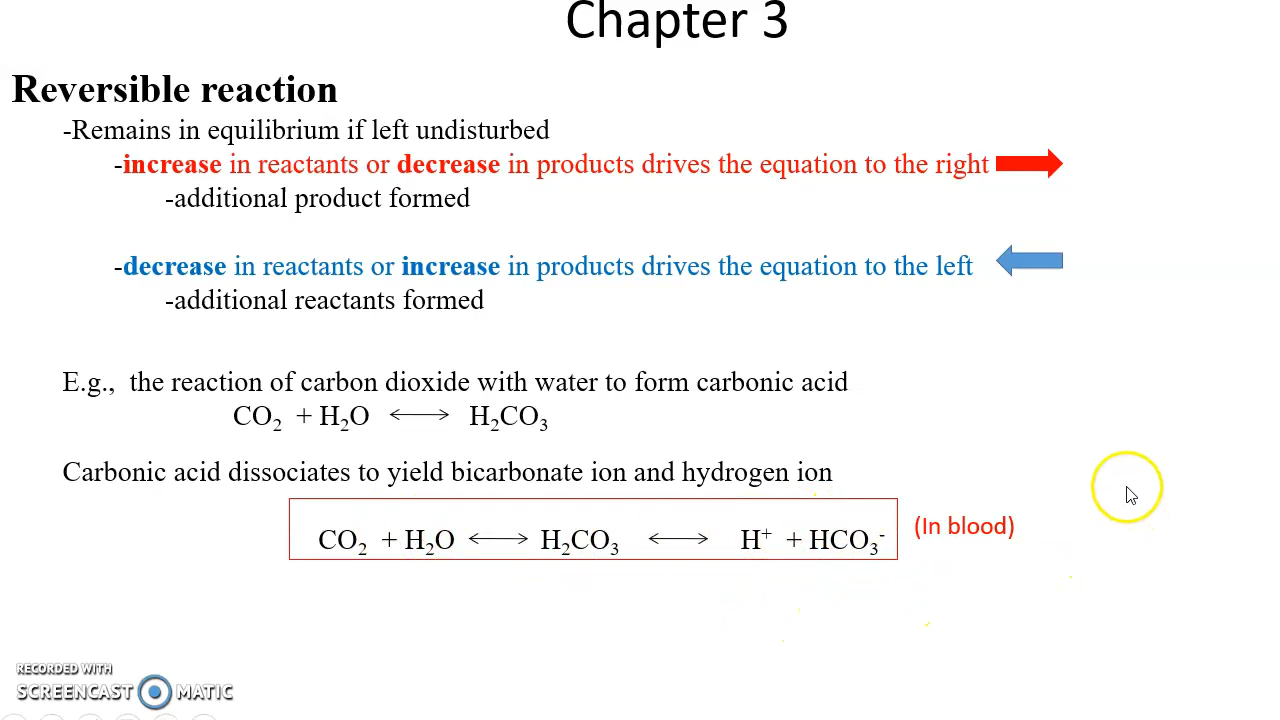 Chapter 3
Reversible reaction
-Remains in equilibrium if left undisturbed
-increase in reactants or decrease in products drives the equation to the right
-additional product formed
-decrease in reactants or increase in products drives the equation to the left
-additional reactants formed
E.g., the reaction of carbon dioxide with water to form carbonic acid
CO₂ + H₂O ⟷ H₂CO₃
Carbonic acid dissociates to yield bicarbonate ion and hydrogen ion
CO₂ + H₂O ⟷ H₂CO₃ ⟷ H⁺ + HCO₃⁻ (In blood)
RECORDED WITH
SCREENCAST MATIC